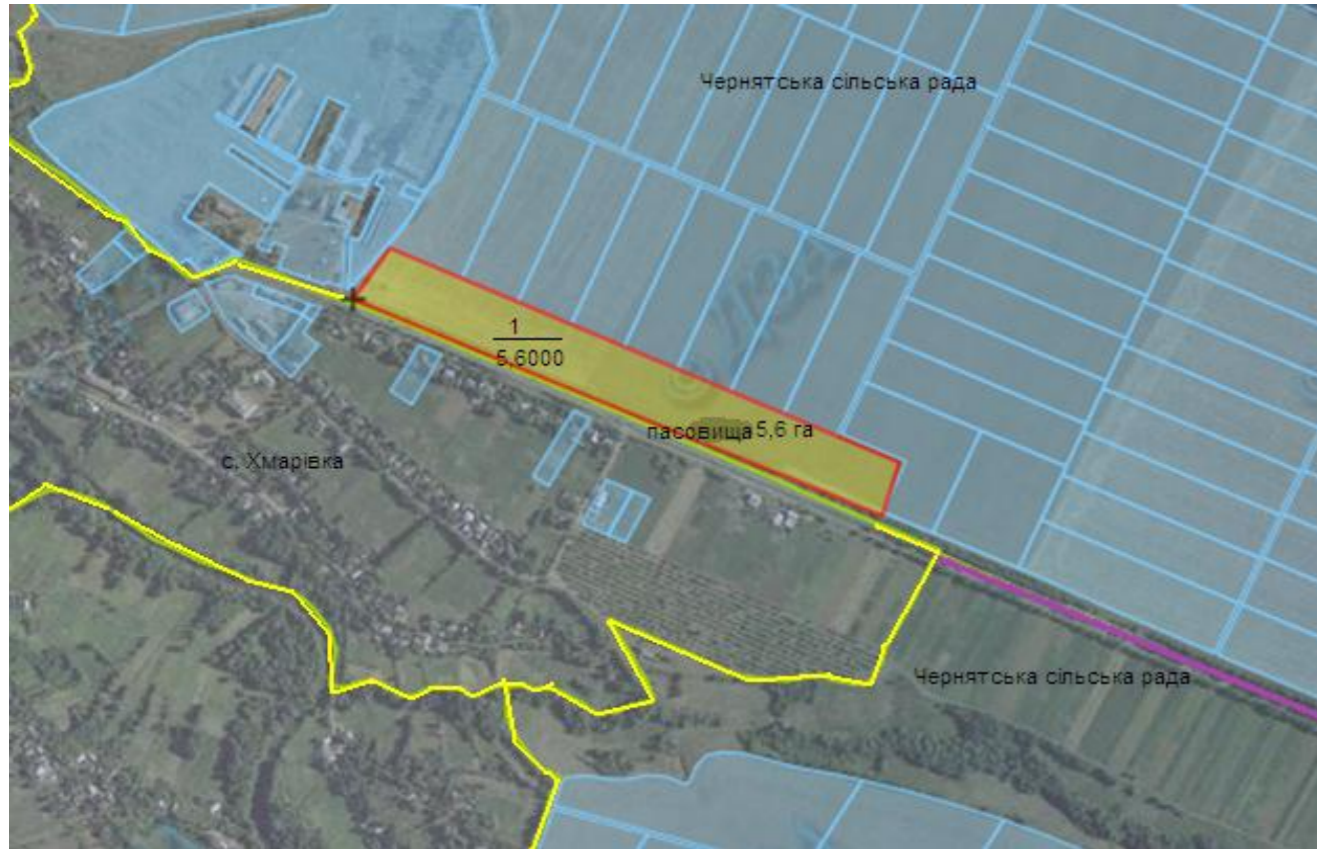 Чернятська сільська рада
1
5,6000
пасовища 5,6 га
с. Хмарівка
Чернятська сільська рада